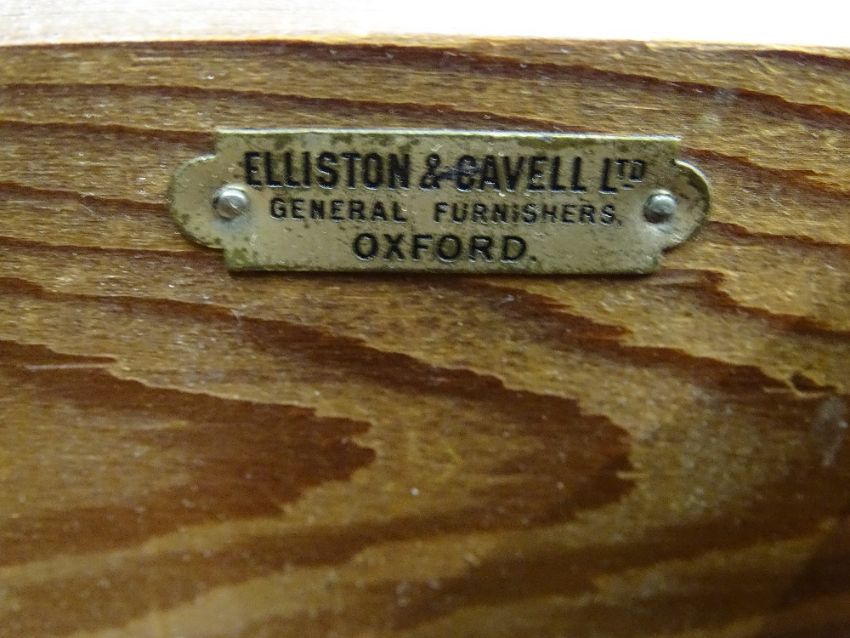 ELLISTON & CAVELL LTD
GENERAL FURNISHERS,
OXFORD.